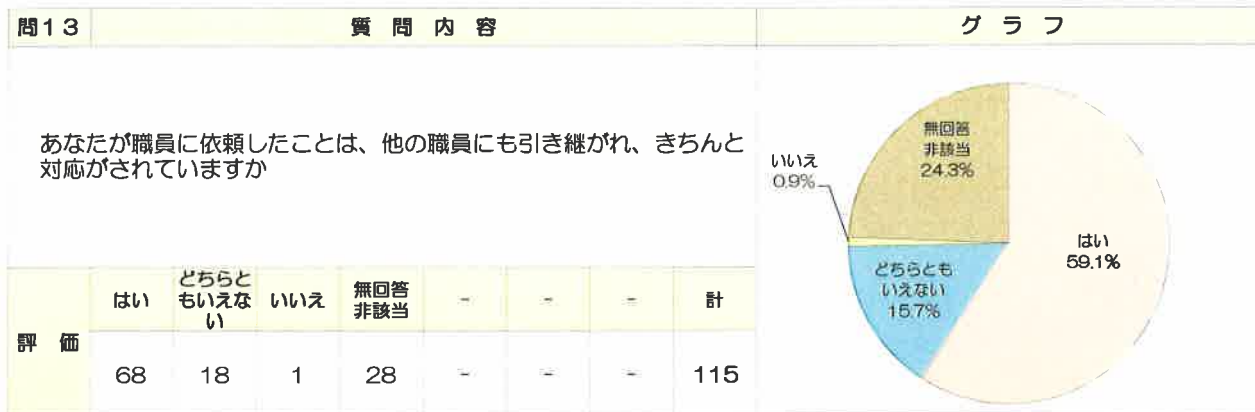 問13
質問内容
グラフ
あなたが職員に依頼したことは、他の職員にも引き継がれ、きちんと
対応がされていますか
無回答
非該当
24.3%
いいえ
0.9%
はい
59.1%
どちらとも
いえない
15.7%
評価
はい
どちらと
もいえな
い
いいえ
無回答
非該当
-
-
-
計
68
18
1
28
-
-
-
115